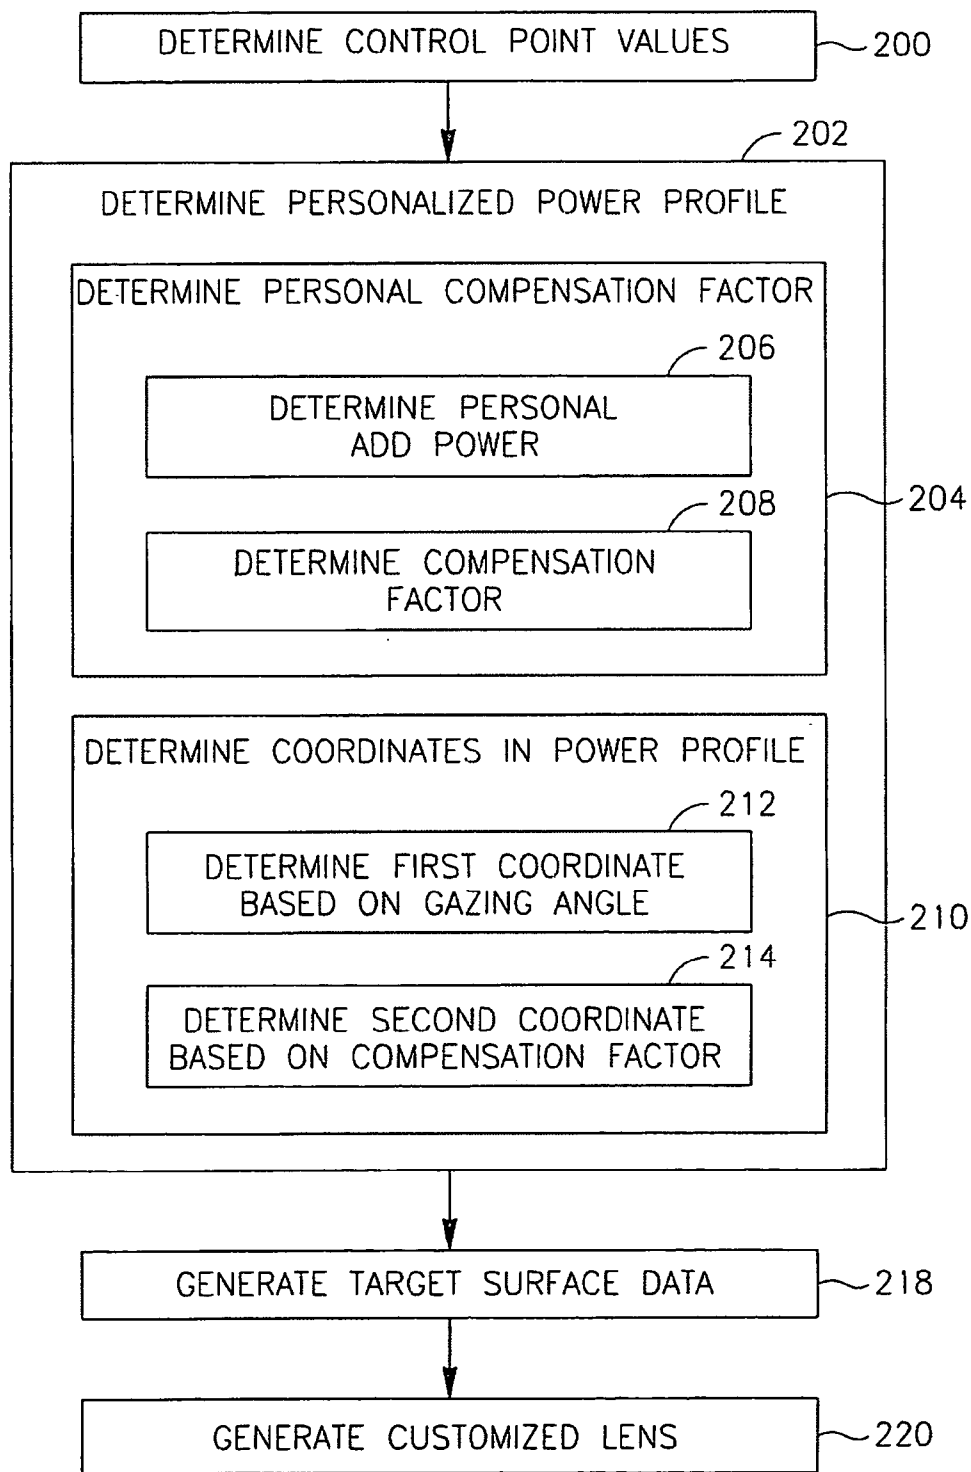 DETERMINE CONTROL POINT VALUES
200
202
DETERMINE PERSONALIZED POWER PROFILE
DETERMINE PERSONAL COMPENSATION FACTOR
206
DETERMINE PERSONAL
ADD POWER
204
208
DETERMINE COMPENSATION
FACTOR
DETERMINE COORDINATES IN POWER PROFILE
212
DETERMINE FIRST COORDINATE
BASED ON GAZING ANGLE
210
214
DETERMINE SECOND COORDINATE
BASED ON COMPENSATION FACTOR
GENERATE TARGET SURFACE DATA
218
GENERATE CUSTOMIZED LENS
220